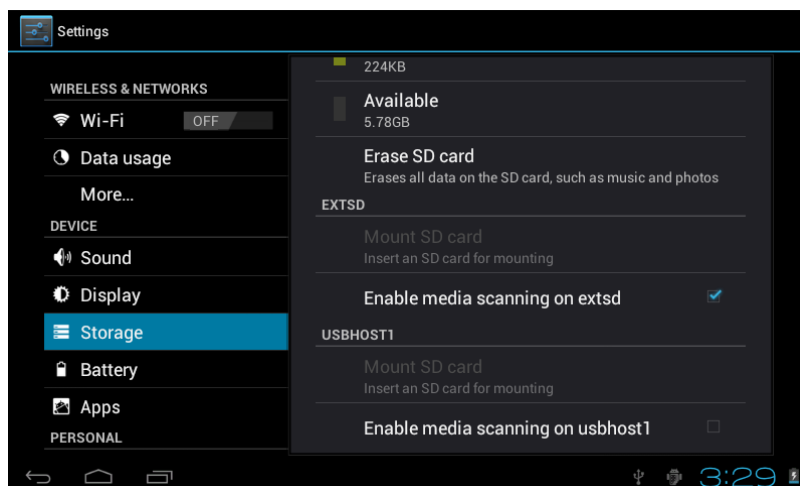 Settings
WIRELESS & NETWORKS
Wi-Fi OFF
Data usage
More...
DEVICE
Sound
Display
Storage
Battery
Apps
PERSONAL
224KB
Available
5.78GB
Erase SD card
Erases all data on the SD card, such as music and photos
EXTSD
Mount SD card
Insert an SD card for mounting
Enable media scanning on extsd
USBHOST1
Mount SD card
Insert an SD card for mounting
Enable media scanning on usbhost1
3:29